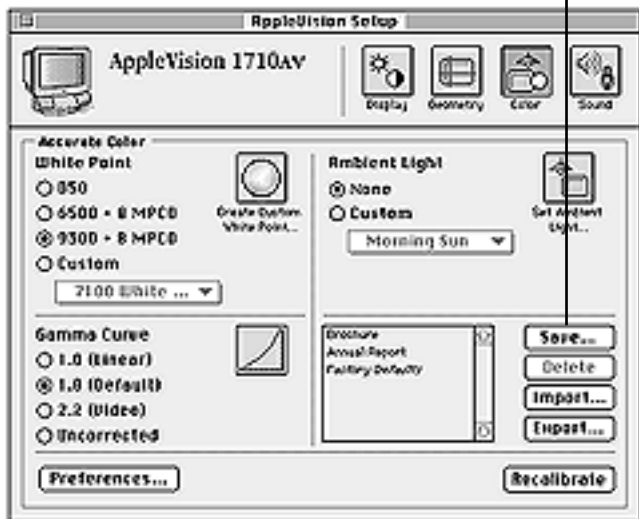 AppleVision Setup
AppleVision 1710AV
Display
Geometry
Color
Sound
Accurate Color
White Point
D50
6500 + 8 MPCD
9300 + 8 MPCD
Custom
7100 White ...
Create Custom
White Point...
Ambient Light
None
Custom
Morning Sun
Set Ambient
Light...
Gamma Curve
1.0 (Linear)
1.8 (Default)
2.2 (Video)
Uncorrected
Brochure
Annual Report
Factory Defaults
Save...
Delete
Import...
Export...
Preferences...
Recalibrate